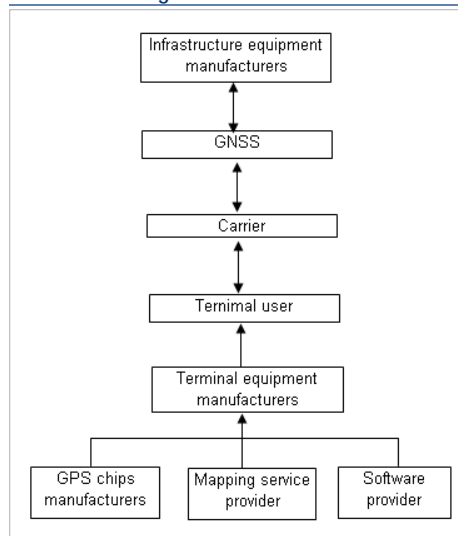 Infrastructure equipment
manufacturers
GNSS
Carrier
Ternimal user
Terminal equipment
manufacturers
GPS chips
manufacturers
Mapping service
provider
Software
provider